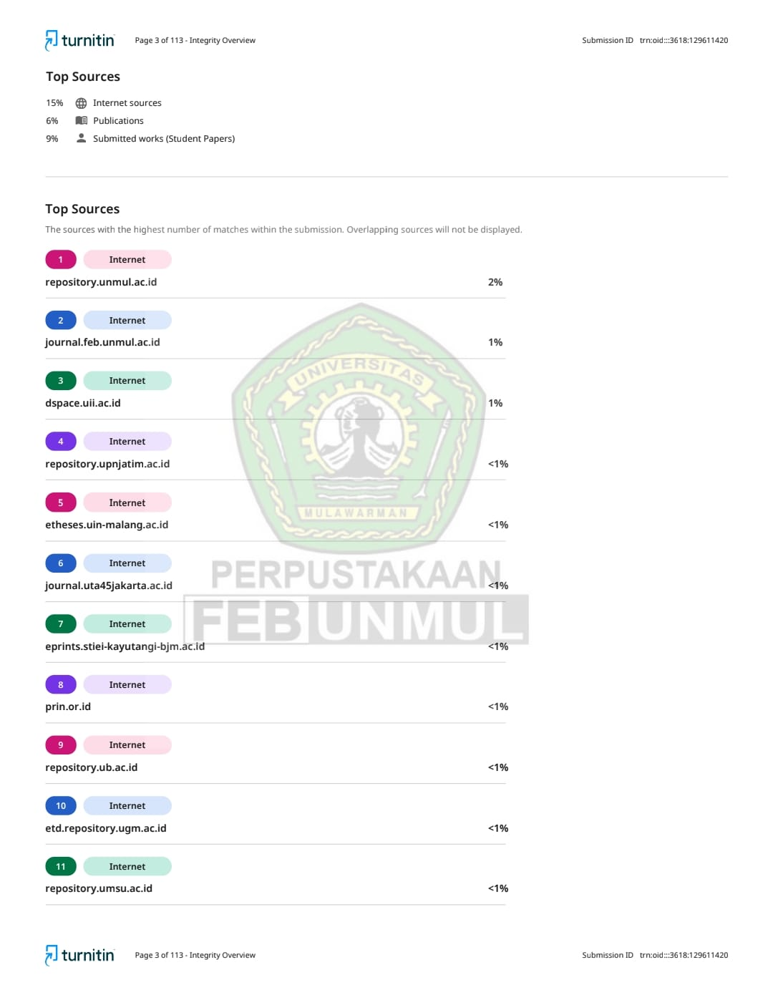 turnitin Page 3 of 113 - Integrity Overview Submission ID trn:oid:::3618:129611420
Top Sources
15% Internet sources
6% Publications
9% Submitted works (Student Papers)
Top Sources
The sources with the highest number of matches within the submission. Overlapping sources will not be displayed.
1 Internet
repository.unmul.ac.id 2%
2 Internet
journal.feb.unmul.ac.id 1%
3 Internet
dspace.uii.ac.id 1%
4 Internet
repository.upnjatim.ac.id <1%
5 Internet
etheses.uin-malang.ac.id <1%
6 Internet
journal.uta45jakarta.ac.id <1%
7 Internet
eprints.stiei-kayutangi-bjm.ac.id <1%
8 Internet
prin.or.id <1%
9 Internet
repository.ub.ac.id <1%
10 Internet
etd.repository.ugm.ac.id <1%
11 Internet
repository.umsu.ac.id <1%
UNIVERSITAS
MULAWARMAN
PERPUSTAKAAN
FEB UNMUL
turnitin Page 3 of 113 - Integrity Overview Submission ID trn:oid:::3618:129611420